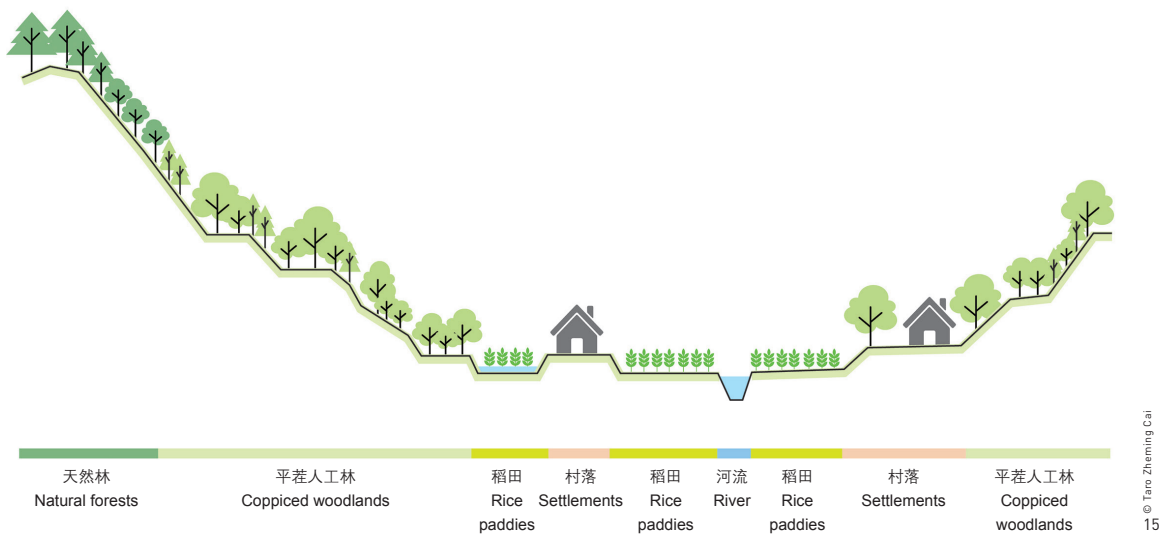 天然林
Natural forests
平茬人工林
Coppiced woodlands
稻田
Rice
paddies
村落
Settlements
稻田
Rice
paddies
河流
River
稻田
Rice
paddies
村落
Settlements
平茬人工林
Coppiced
woodlands
© Taro Zheming Cai
15